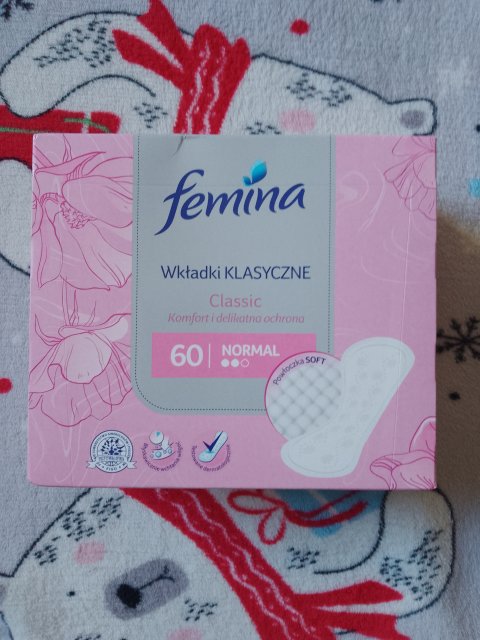 femina
Wkładki KLASYCZNE
Classic
Komfort i delikatna ochrona
60 NORMAL
Powłoczka SOFT